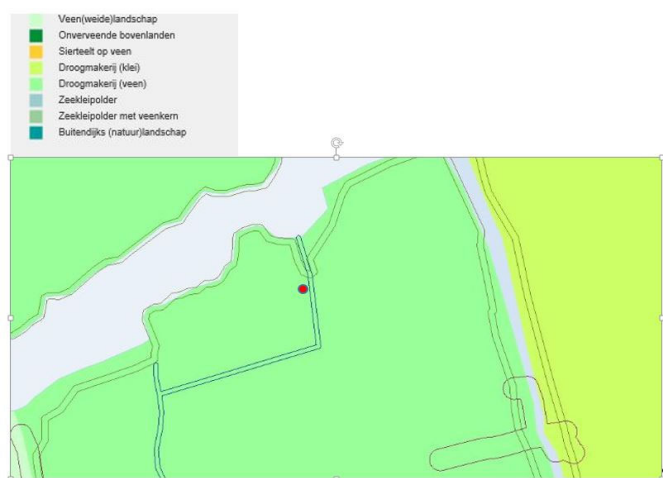 Veen(weide)landschap
Onverveende bovenlanden
Sierteelt op veen
Droogmakerij (klei)
Droogmakerij (veen)
Zeekleipolder
Zeekleipolder met veenkern
Buitendijks (natuur)landschap